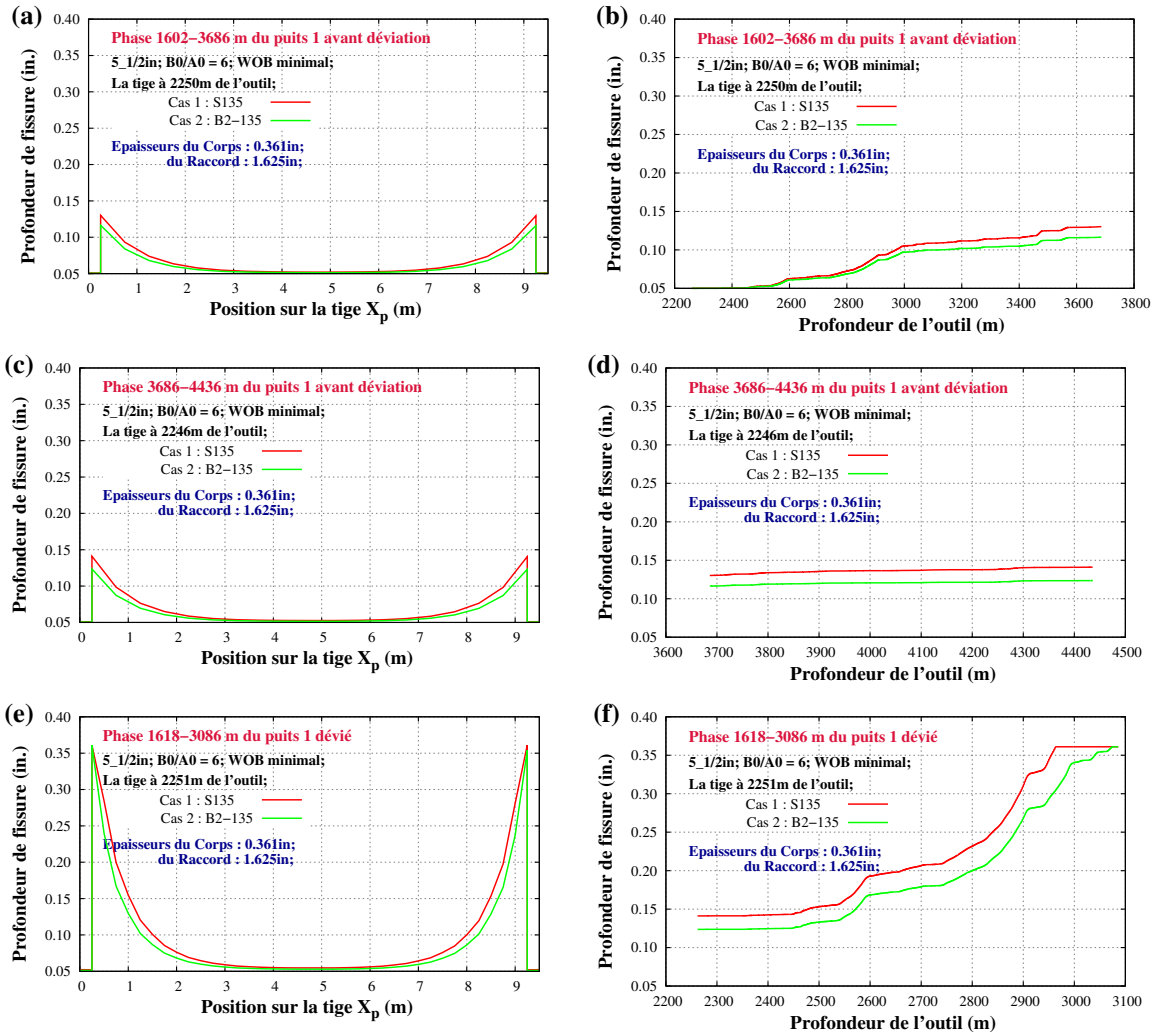 (a)
Profondeur de fissure (in.)
0.40
0.35
0.30
0.25
0.20
0.15
0.10
0.05
Phase 1602−3686 m du puits 1 avant déviation
5_1/2in; B0/A0 = 6; WOB minimal;
La tige à 2250m de l’outil;
Cas 1 : S135
Cas 2 : B2−135
Epaisseurs du Corps : 0.361in;
du Raccord : 1.625in;
0 1 2 3 4 5 6 7 8 9
Position sur la tige Xp (m)
(b)
Profondeur de fissure (in.)
0.40
0.35
0.30
0.25
0.20
0.15
0.10
0.05
Phase 1602−3686 m du puits 1 avant déviation
5_1/2in; B0/A0 = 6; WOB minimal;
La tige à 2250m de l’outil;
Cas 1 : S135
Cas 2 : B2−135
Epaisseurs du Corps : 0.361in;
du Raccord : 1.625in;
2200 2400 2600 2800 3000 3200 3400 3600 3800
Profondeur de l’outil (m)
(c)
Profondeur de fissure (in.)
0.40
0.35
0.30
0.25
0.20
0.15
0.10
0.05
Phase 3686−4436 m du puits 1 avant déviation
5_1/2in; B0/A0 = 6; WOB minimal;
La tige à 2246m de l’outil;
Cas 1 : S135
Cas 2 : B2−135
Epaisseurs du Corps : 0.361in;
du Raccord : 1.625in;
0 1 2 3 4 5 6 7 8 9
Position sur la tige Xp (m)
(d)
Profondeur de fissure (in.)
0.40
0.35
0.30
0.25
0.20
0.15
0.10
0.05
Phase 3686−4436 m du puits 1 avant déviation
5_1/2in; B0/A0 = 6; WOB minimal;
La tige à 2246m de l’outil;
Cas 1 : S135
Cas 2 : B2−135
Epaisseurs du Corps : 0.361in;
du Raccord : 1.625in;
3600 3700 3800 3900 4000 4100 4200 4300 4400 4500
Profondeur de l’outil (m)
(e)
Profondeur de fissure (in.)
0.40
0.35
0.30
0.25
0.20
0.15
0.10
0.05
Phase 1618−3086 m du puits 1 dévié
5_1/2in; B0/A0 = 6; WOB minimal;
La tige à 2251m de l’outil;
Cas 1 : S135
Cas 2 : B2−135
Epaisseurs du Corps : 0.361in;
du Raccord : 1.625in;
0 1 2 3 4 5 6 7 8 9
Position sur la tige Xp (m)
(f)
Profondeur de fissure (in.)
0.40
0.35
0.30
0.25
0.20
0.15
0.10
0.05
Phase 1618−3086 m du puits 1 dévié
5_1/2in; B0/A0 = 6; WOB minimal;
La tige à 2251m de l’outil;
Cas 1 : S135
Cas 2 : B2−135
Epaisseurs du Corps : 0.361in;
du Raccord : 1.625in;
2200 2300 2400 2500 2600 2700 2800 2900 3000 3100
Profondeur de l’outil (m)